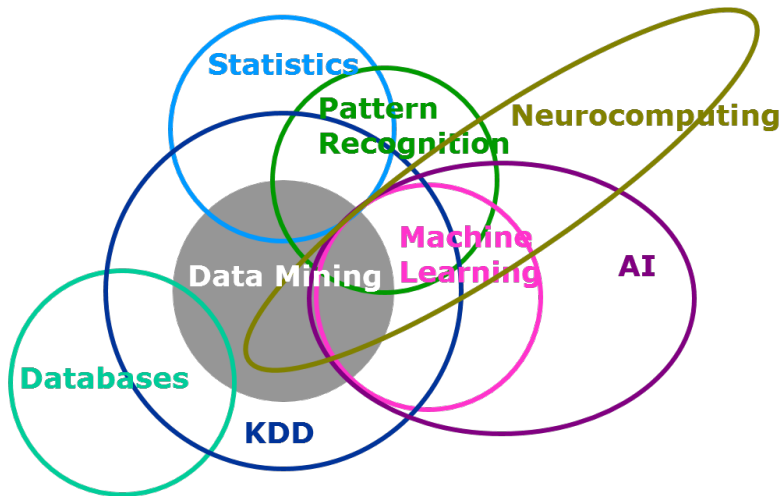 Statistics
Pattern
Recognition
Neurocomputing
Machine
Learning
AI
Data Mining
Databases
KDD